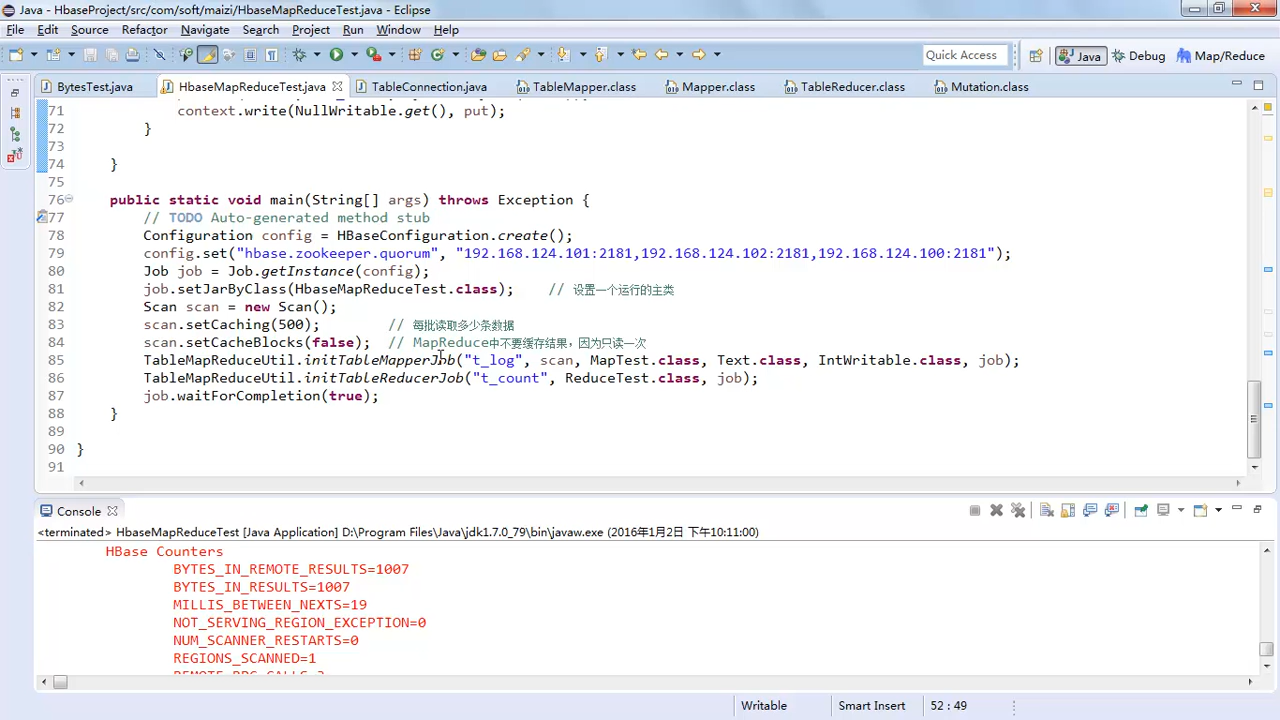 Java - HbaseProject/src/com/soft/maizi/HbaseMapReduceTest.java - Eclipse
File Edit Source Refactor Navigate Search Project Run Window Help
Quick Access Java Debug Map/Reduce
BytesTest.java HbaseMapReduceTest.java TableConnection.java TableMapper.class Mapper.class TableReducer.class Mutation.class
71 context.write(NullWritable.get(), put);
72 }
73
74 }
75
76 public static void main(String[] args) throws Exception {
77 // TODO Auto-generated method stub
78 Configuration config = HBaseConfiguration.create();
79 config.set("hbase.zookeeper.quorum", "192.168.124.101:2181,192.168.124.102:2181,192.168.124.100:2181");
80 Job job = Job.getInstance(config);
81 job.setJarByClass(HbaseMapReduceTest.class); // 设置一个运行的主类
82 Scan scan = new Scan();
83 scan.setCaching(500); // 每批读取多少条数据
84 scan.setCacheBlocks(false); // MapReduce中不要缓存结果，因为只读一次
85 TableMapReduceUtil.initTableMapperJob("t_log", scan, MapTest.class, Text.class, IntWritable.class, job);
86 TableMapReduceUtil.initTableReducerJob("t_count", ReduceTest.class, job);
87 job.waitForCompletion(true);
88 }
89
90 }
91
Console
<terminated> HbaseMapReduceTest [Java Application] D:\Program Files\Java\jdk1.7.0_79\bin\javaw.exe (2016年1月2日 下午10:11:00)
HBase Counters
BYTES_IN_REMOTE_RESULTS=1007
BYTES_IN_RESULTS=1007
MILLIS_BETWEEN_NEXTS=19
NOT_SERVING_REGION_EXCEPTION=0
NUM_SCANNER_RESTARTS=0
REGIONS_SCANNED=1
Writable Smart Insert 52 : 49